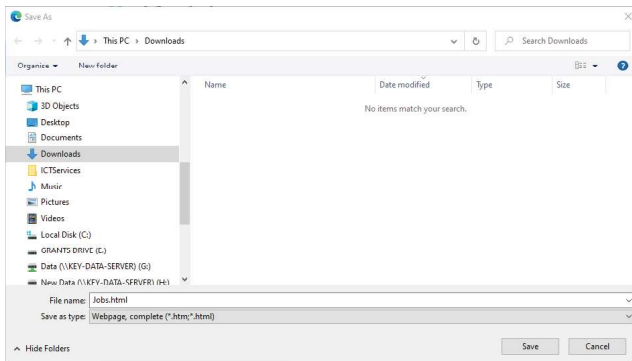 Save As
This PC › Downloads
Search Downloads
Organize
New folder
This PC
3D Objects
Desktop
Documents
Downloads
ICTServices
Music
Pictures
Videos
Local Disk (C:)
GRANTS DRIVE (E:)
Data (\\KEY-DATA-SERVER) (G:)
New Data (\\KEY-DATA-SERVER) (H:)
Name Date modified Type Size
No items match your search.
File name: Jobs.html
Save as type: Webpage, complete (*.htm;*.html)
Hide Folders
Save
Cancel